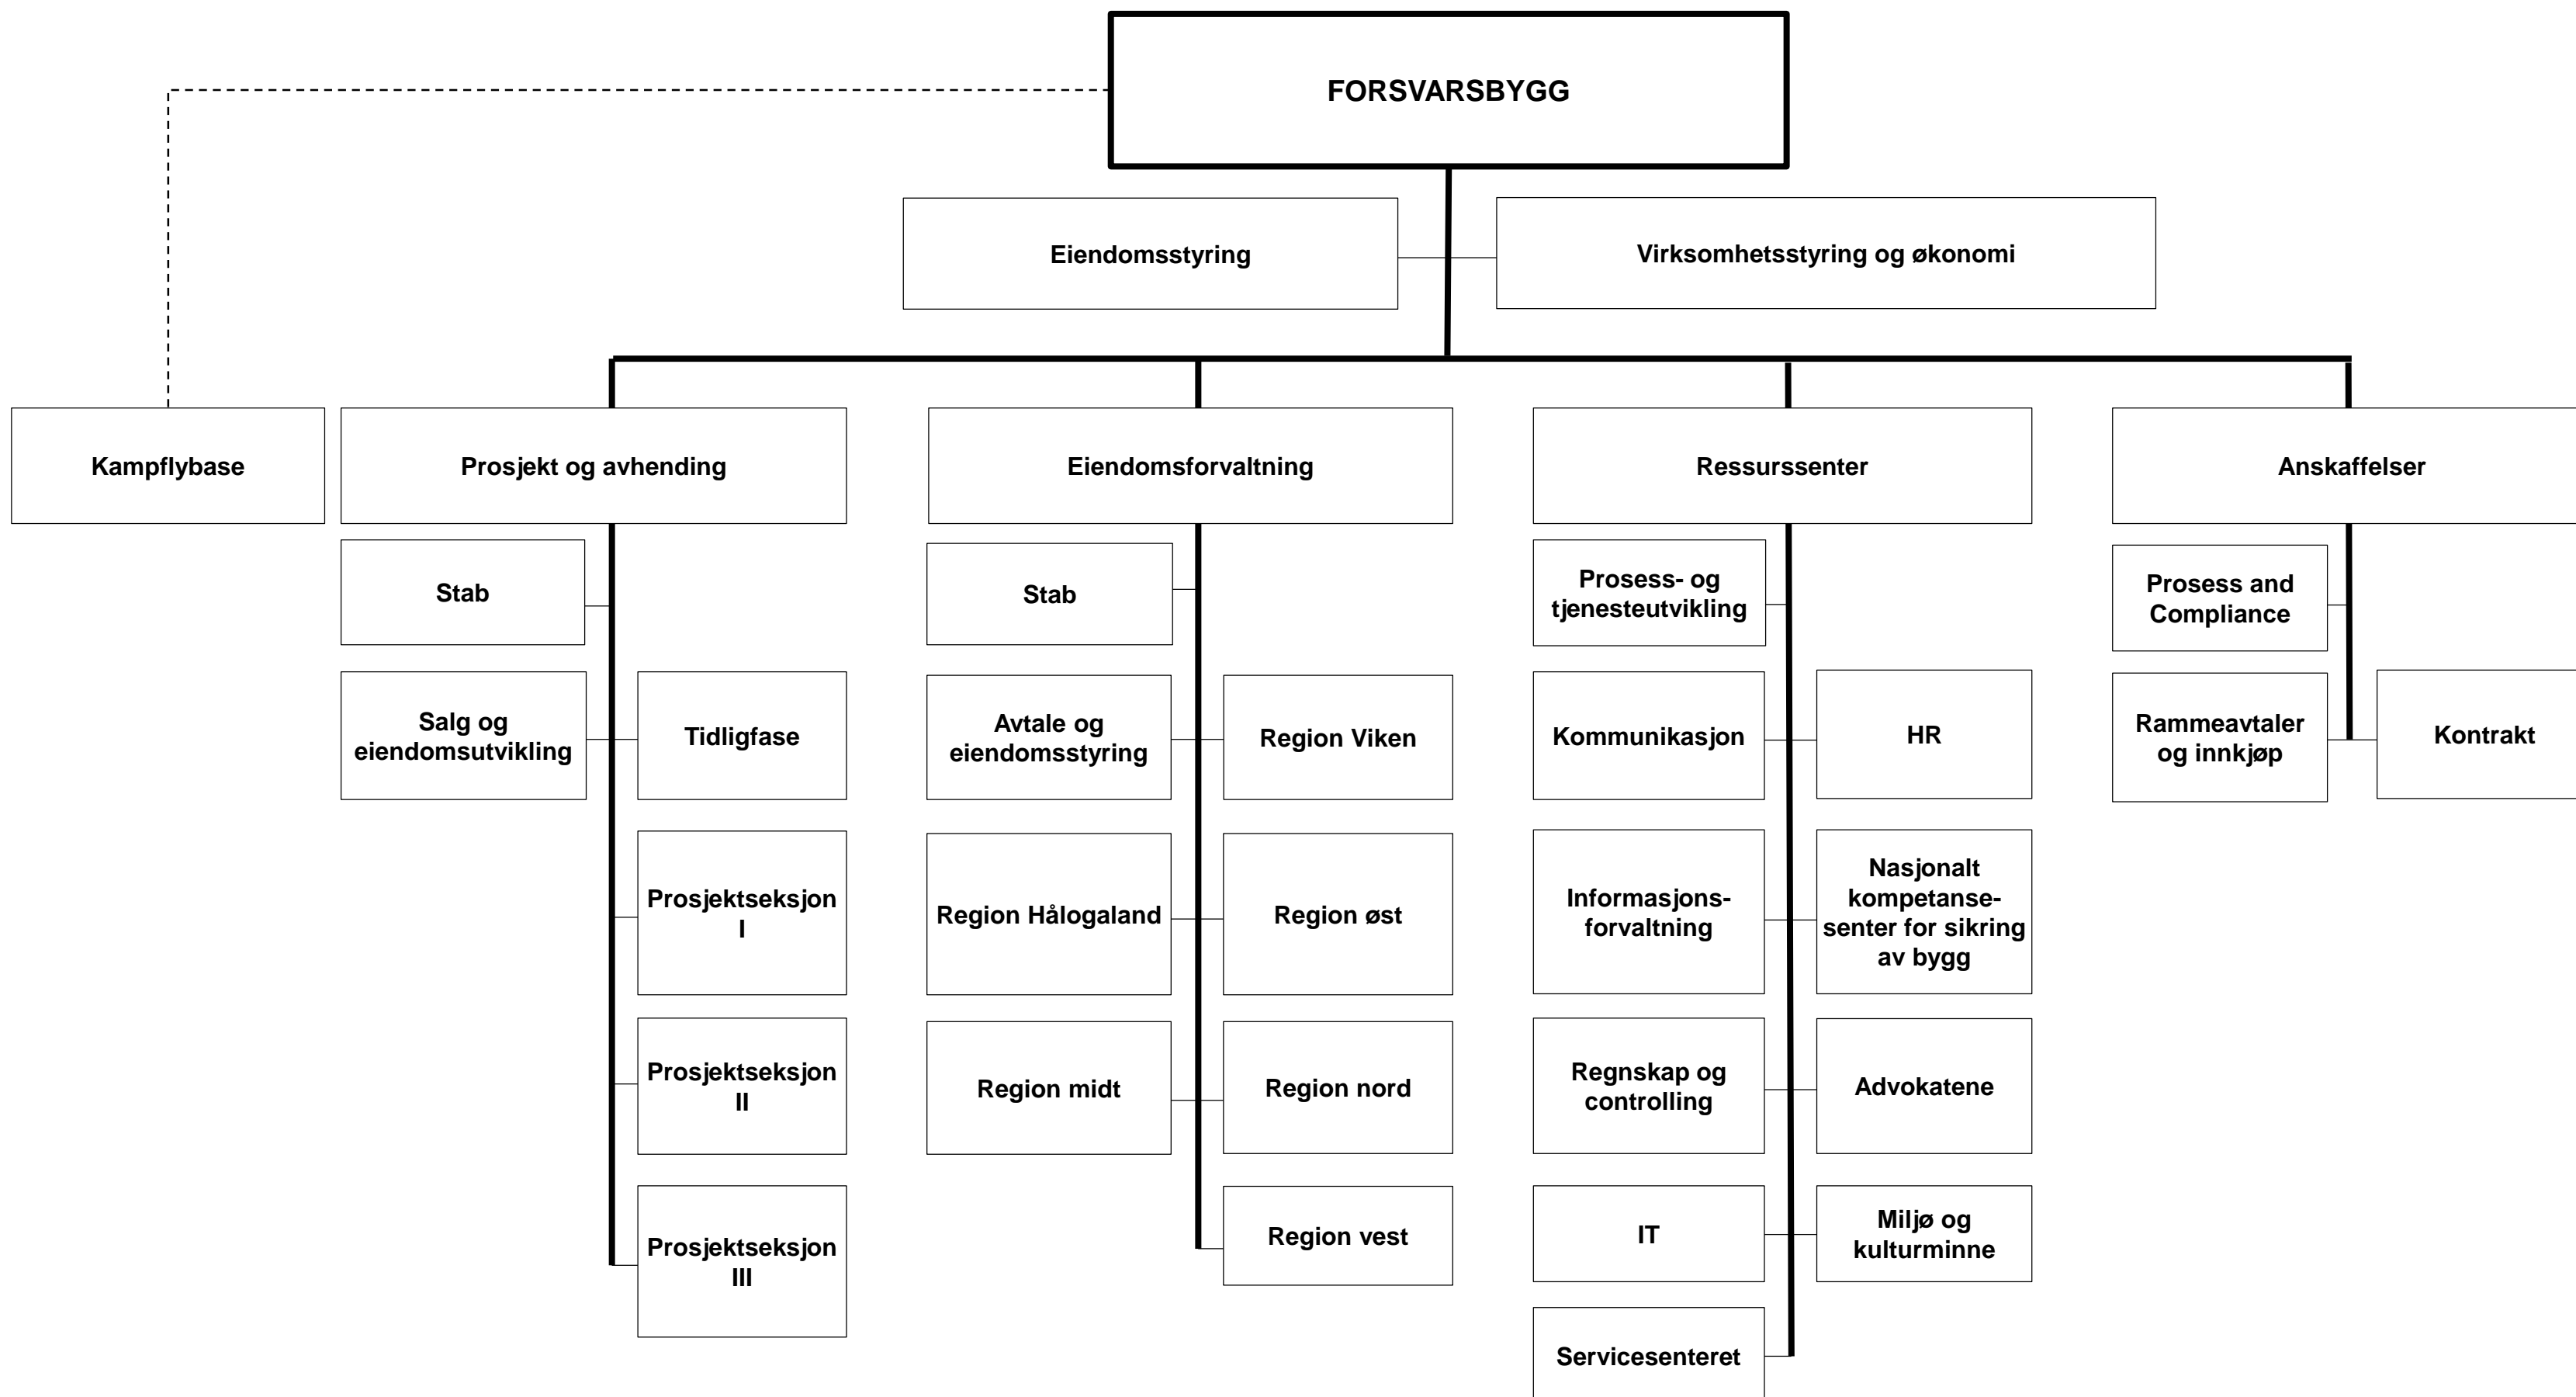 FORSVARSBYGG
Eiendomsstyring
Virksomhetsstyring og økonomi
Kampflybase
Prosjekt og avhending
Eiendomsforvaltning
Ressurssenter
Anskaffelser
Stab
Salg og
eiendomsutvikling
Tidligfase
Prosjektseksjon
I
Prosjektseksjon
II
Prosjektseksjon
III
Stab
Avtale og
eiendomsstyring
Region Viken
Region Hålogaland
Region øst
Region midt
Region nord
Region vest
Prosess- og
tjenesteutvikling
Kommunikasjon
HR
Informasjons-
forvaltning
Nasjonalt
kompetanse-
senter for sikring
av bygg
Regnskap og
controlling
Advokatene
IT
Miljø og
kulturminne
Servicesenteret
Prosess and
Compliance
Rammeavtaler
og innkjøp
Kontrakt